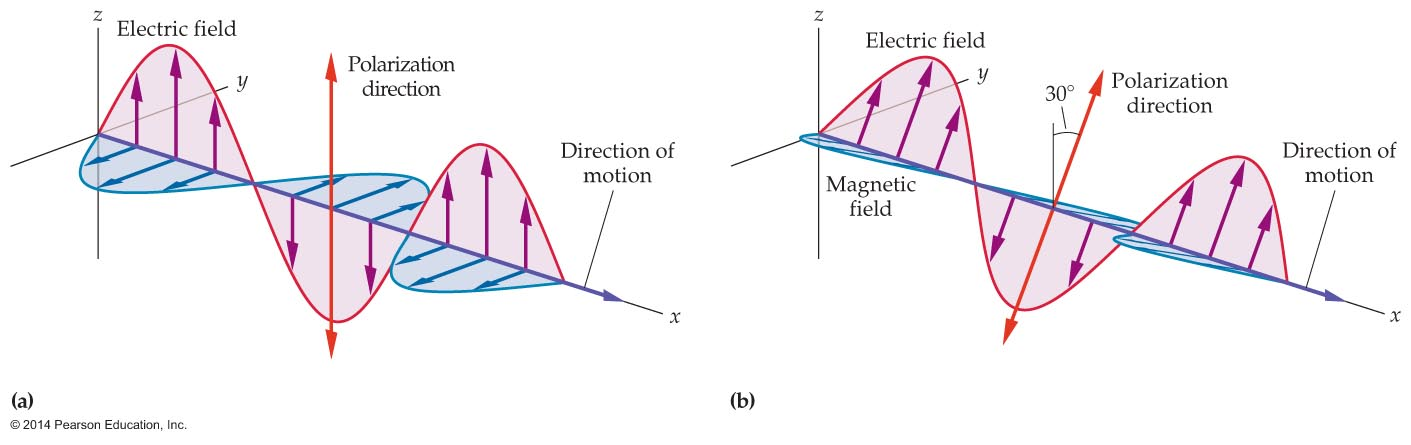 z
Electric field
y
Polarization
direction
Direction of
motion
x
(a)
z
Electric field
y
30°
Polarization
direction
Magnetic
field
Direction of
motion
x
(b)
© 2014 Pearson Education, Inc.